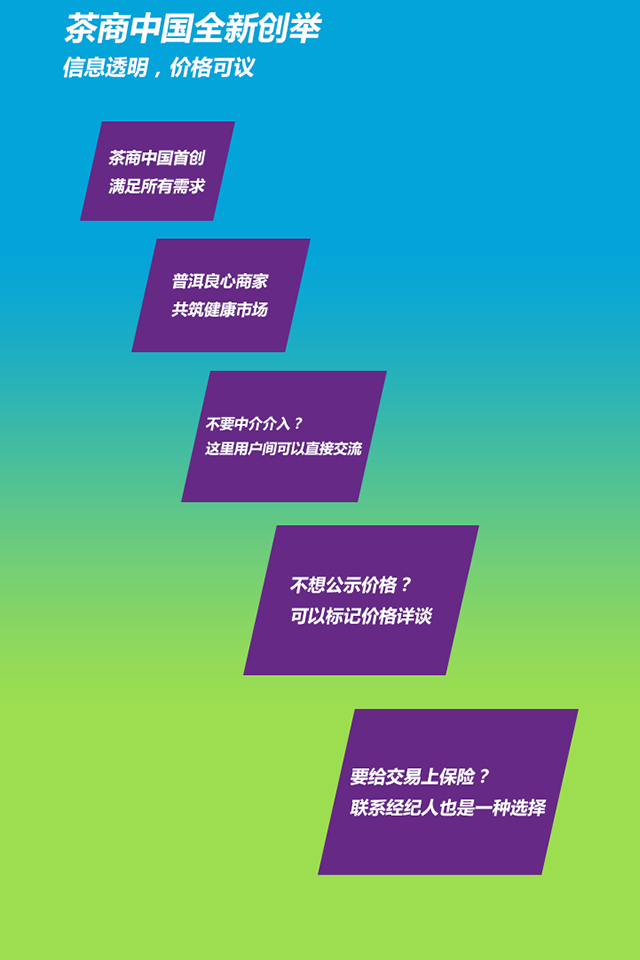 茶商中国全新创举
信息透明，价格可议
茶商中国首创
满足所有需求
普洱良心商家
共筑健康市场
不要中介介入？
这里用户间可以直接交流
不想公示价格？
可以标记价格详谈
要给交易上保险？
联系经纪人也是一种选择